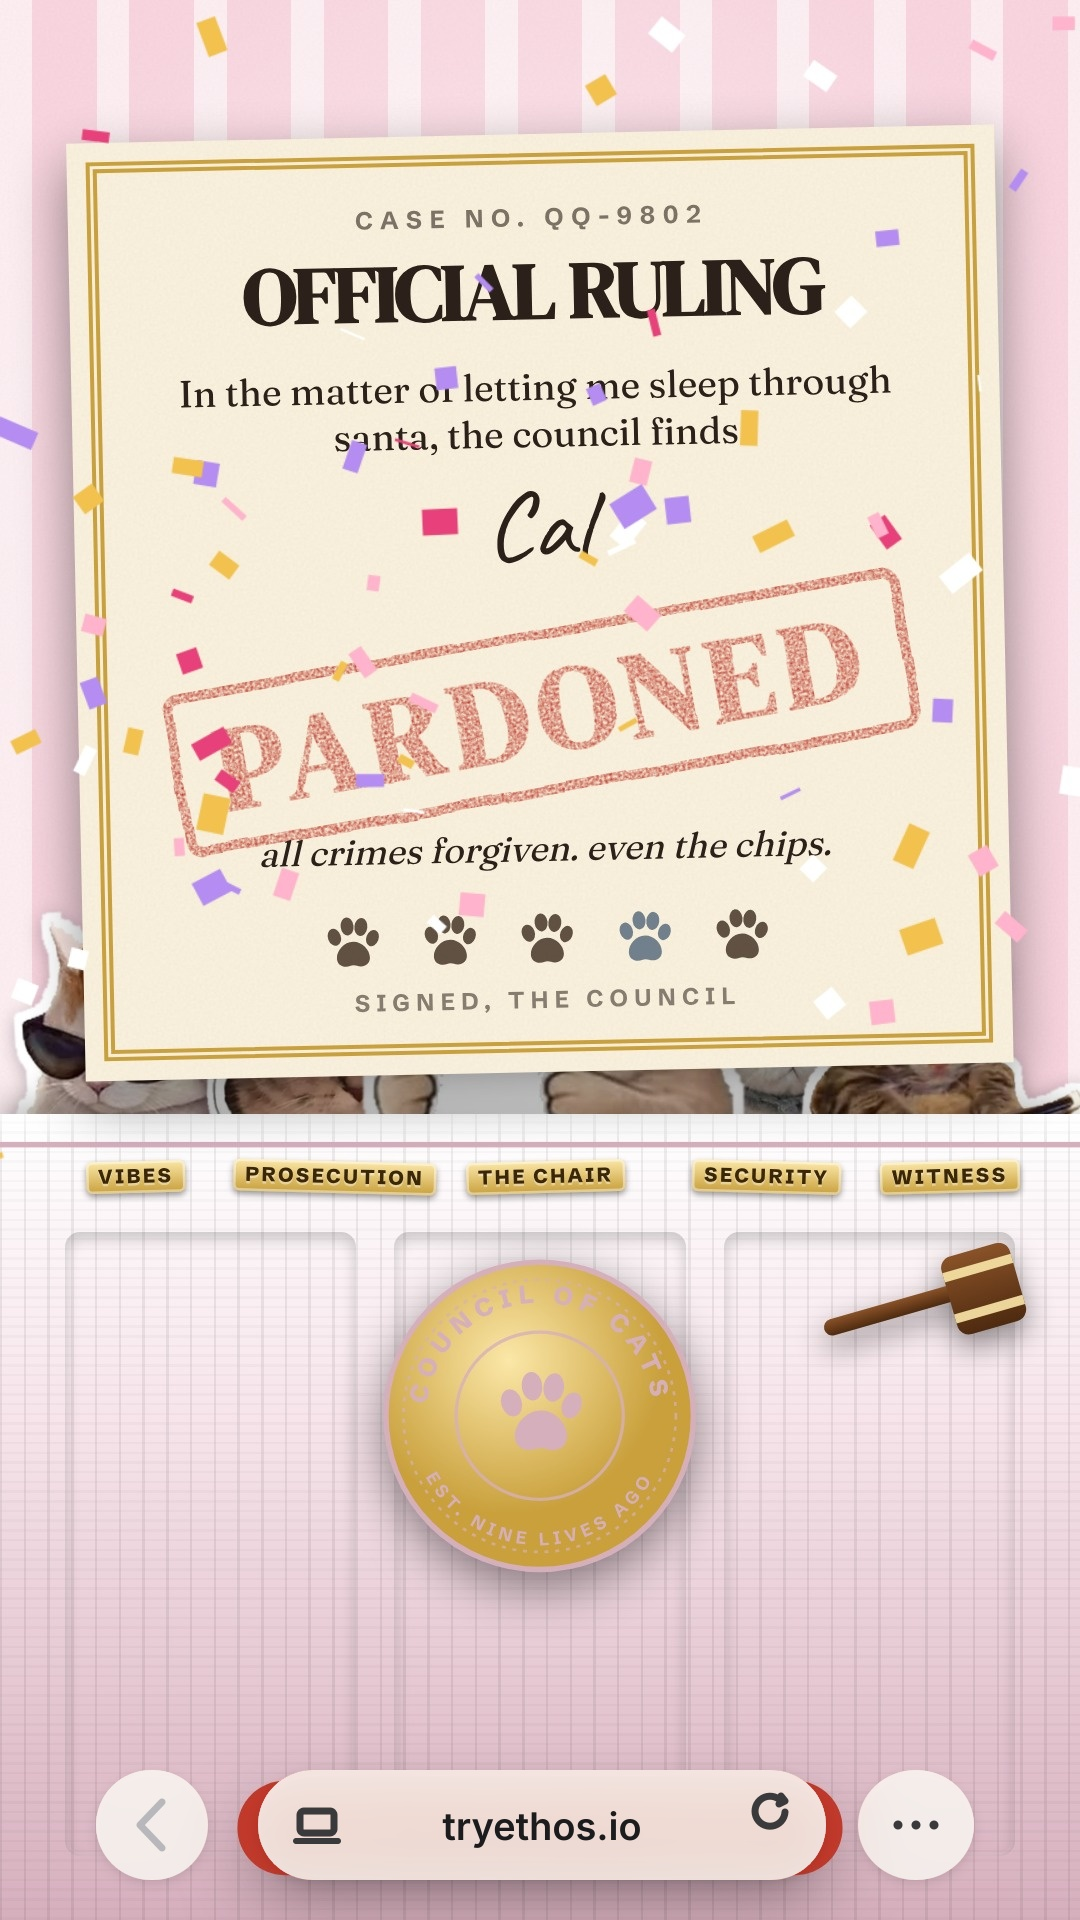 CASE NO. QQ-9802
OFFICIAL RULING
In the matter of letting me sleep through
santa, the council finds
Cal
PARDONED
all crimes forgiven. even the chips.
SIGNED, THE COUNCIL
VIBES
PROSECUTION
THE CHAIR
SECURITY
WITNESS
COUNCIL OF CATS
EST. NINE LIVES AGO
tryethos.io